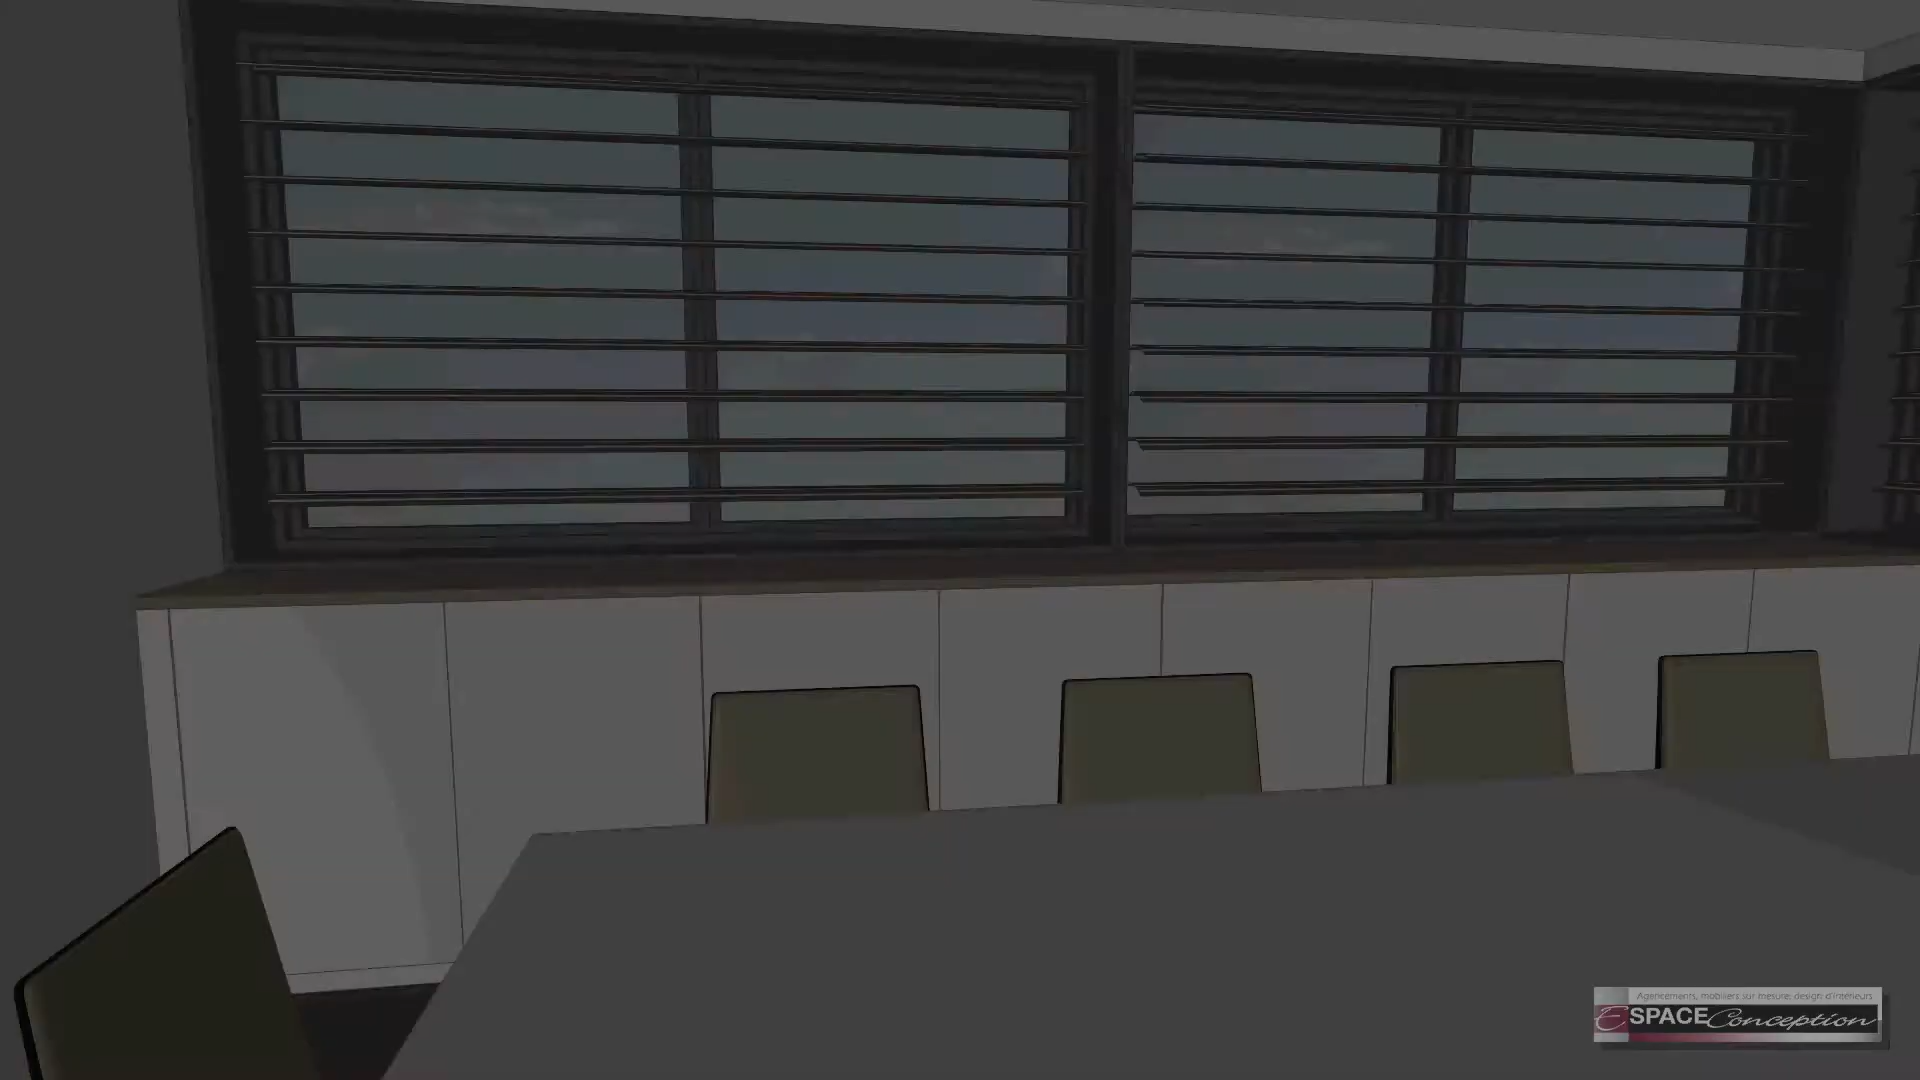 Agencements, mobiliers sur mesure, design d'intérieurs
ESPACE Conception